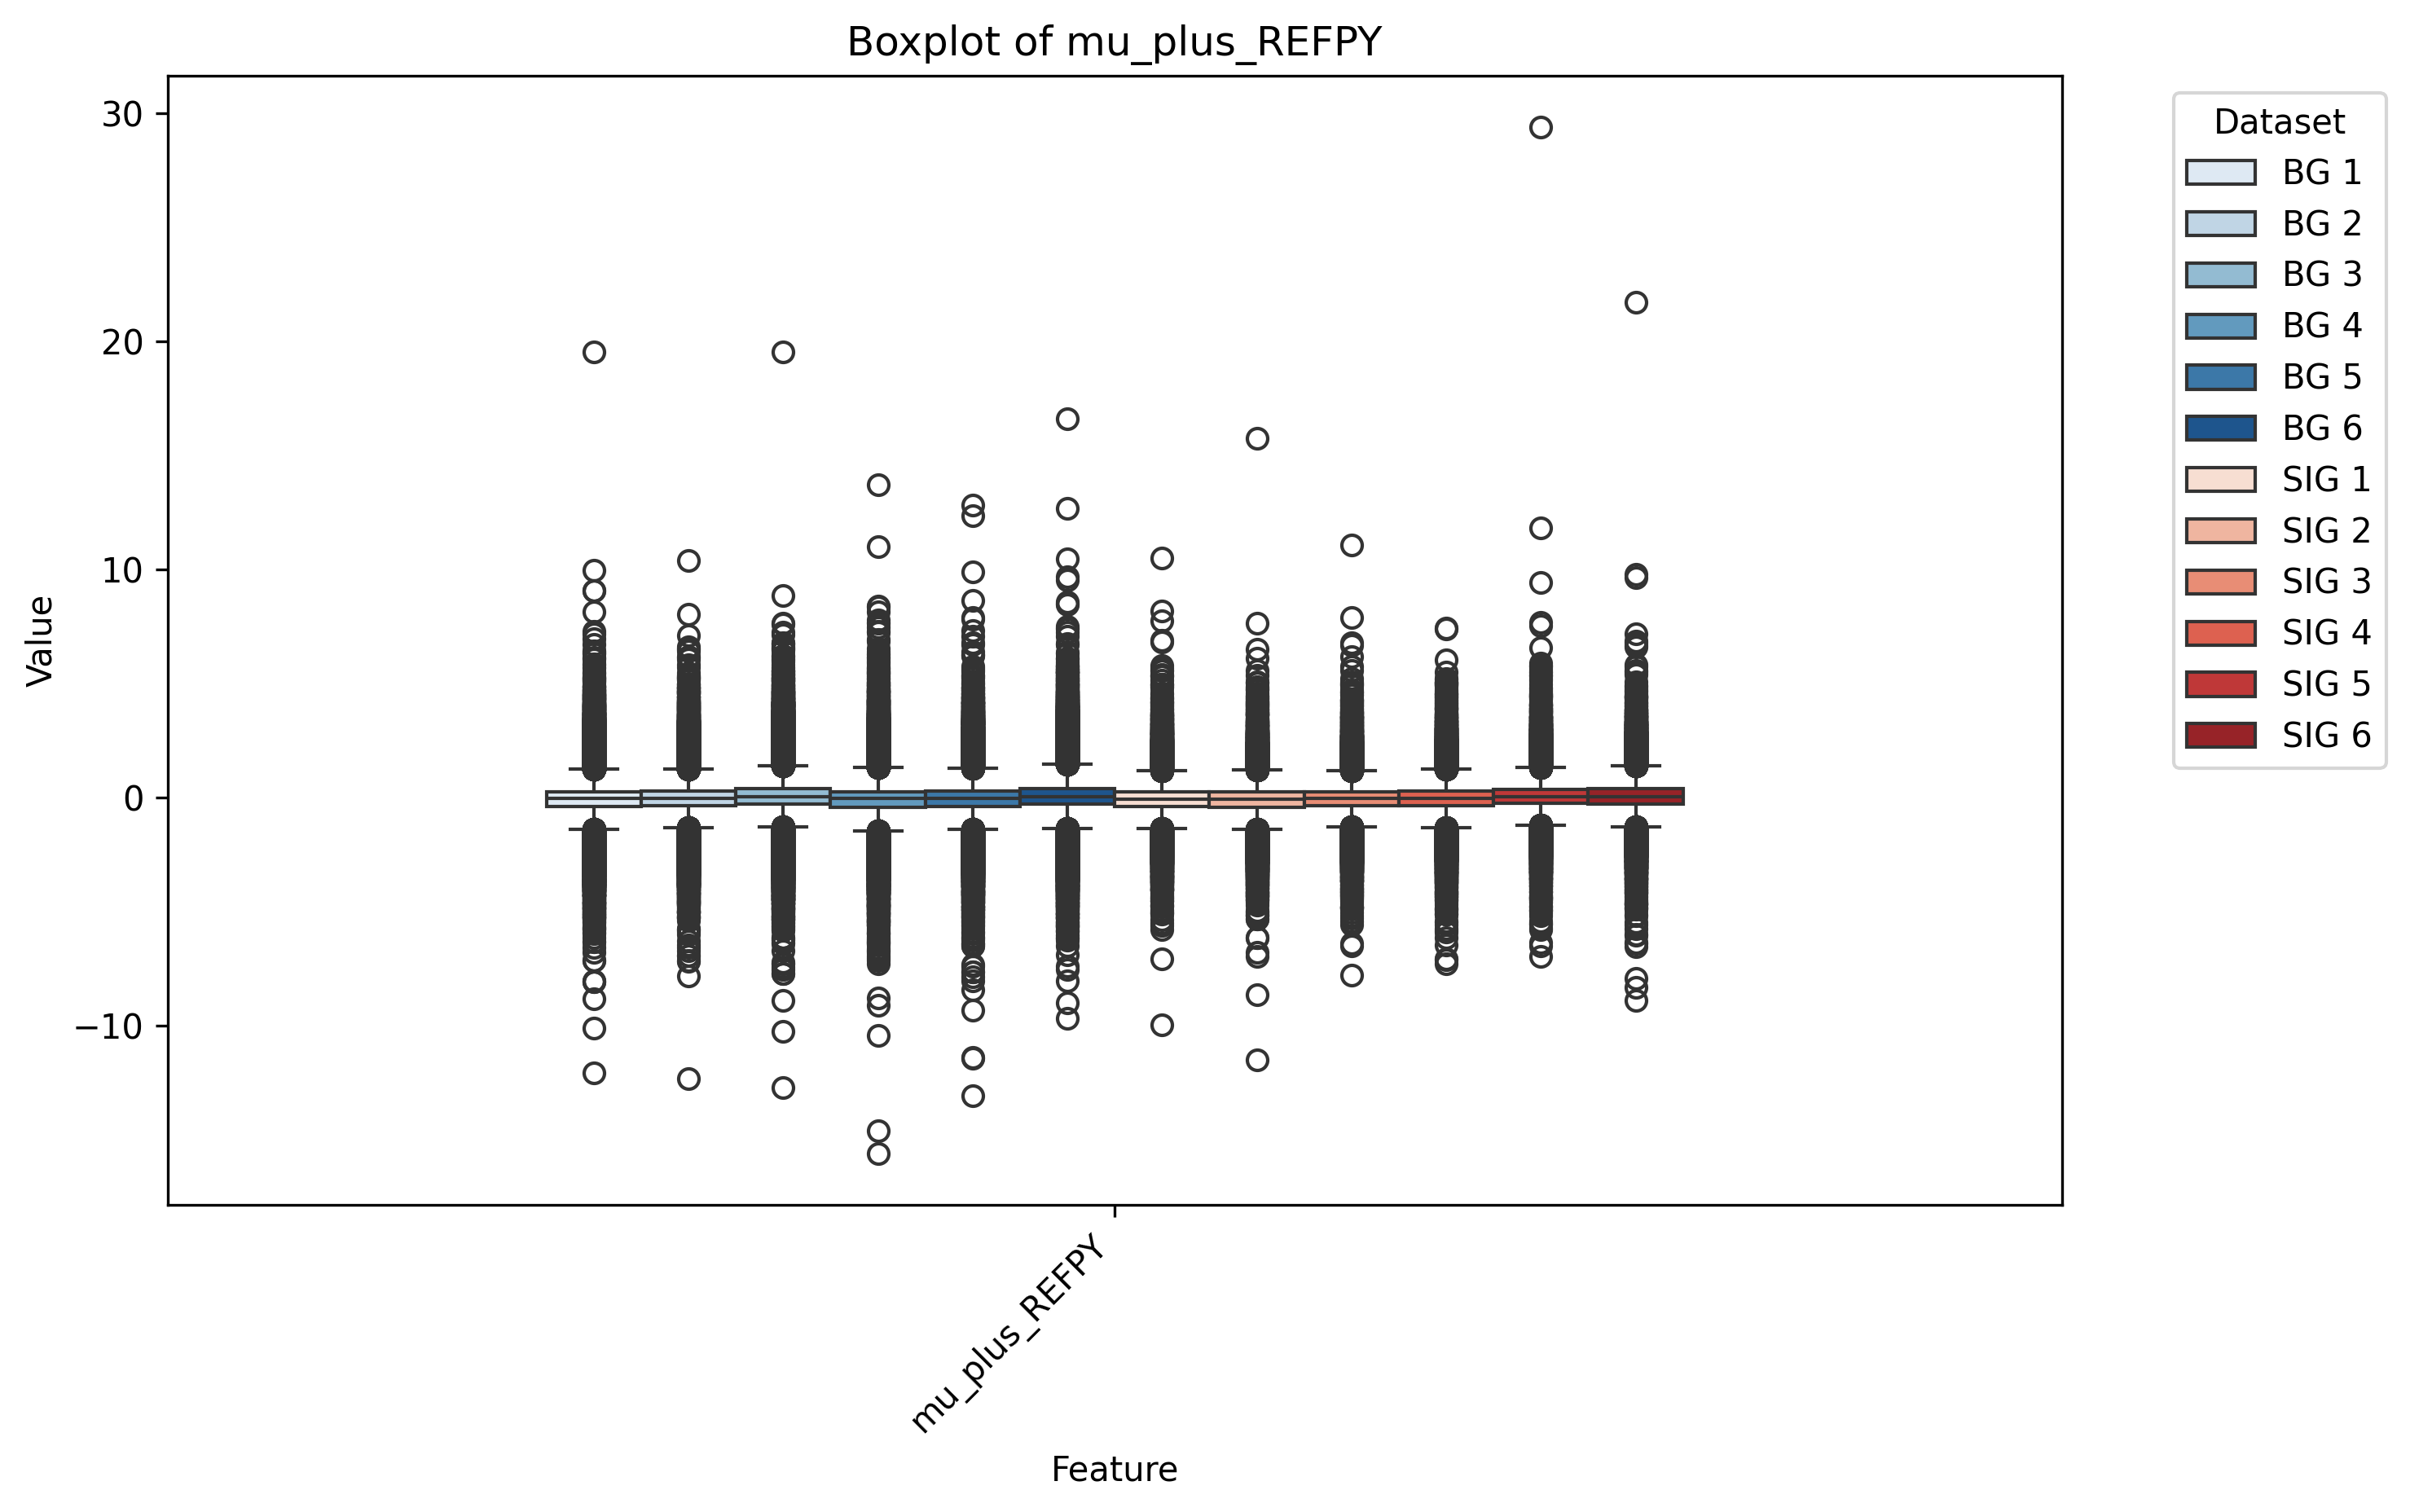 Boxplot of mu_plus_REFPY
30
20
10
0
−10
Value
mu_plus_REFPY
Feature
Dataset
BG 1
BG 2
BG 3
BG 4
BG 5
BG 6
SIG 1
SIG 2
SIG 3
SIG 4
SIG 5
SIG 6